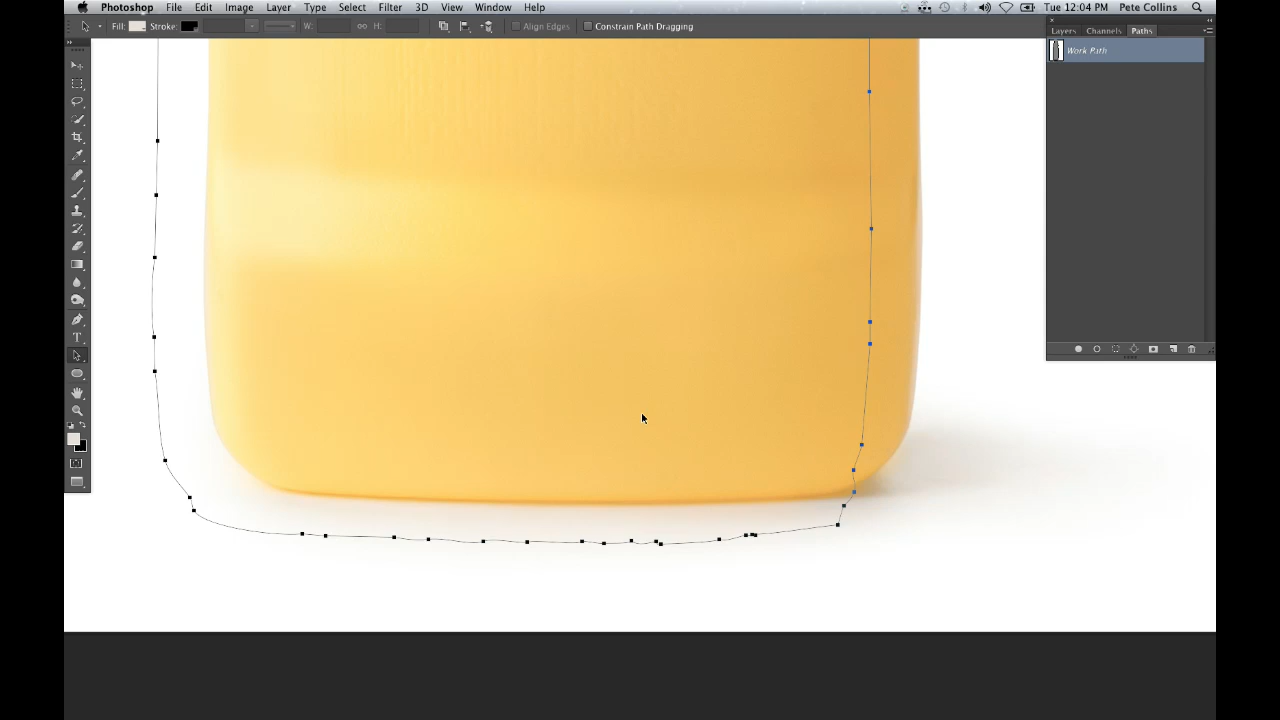 Photoshop File Edit Image Layer Type Select Filter 3D View Window Help Tue 12:04 PM Pete Collins
Fill: Stroke: W: H: Align Edges Constrain Path Dragging
Layers Channels Paths
Work Path